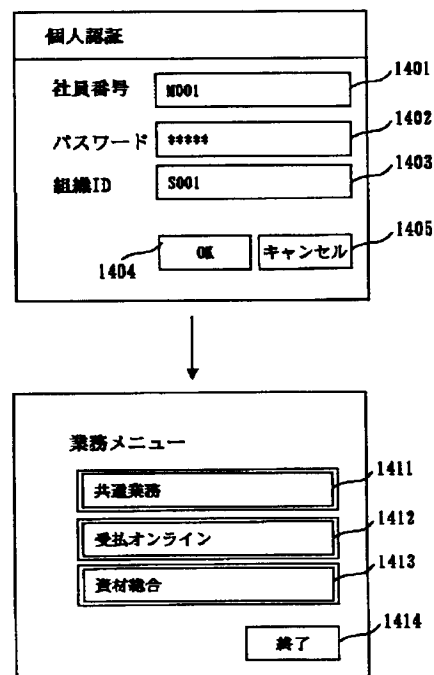 個人認証
社員番号 M001 1401
パスワード ***** 1402
組織ID S001 1403
1404 OK キャンセル 1405
業務メニュー
共通業務 1411
受払オンライン 1412
資材総合 1413
終了 1414